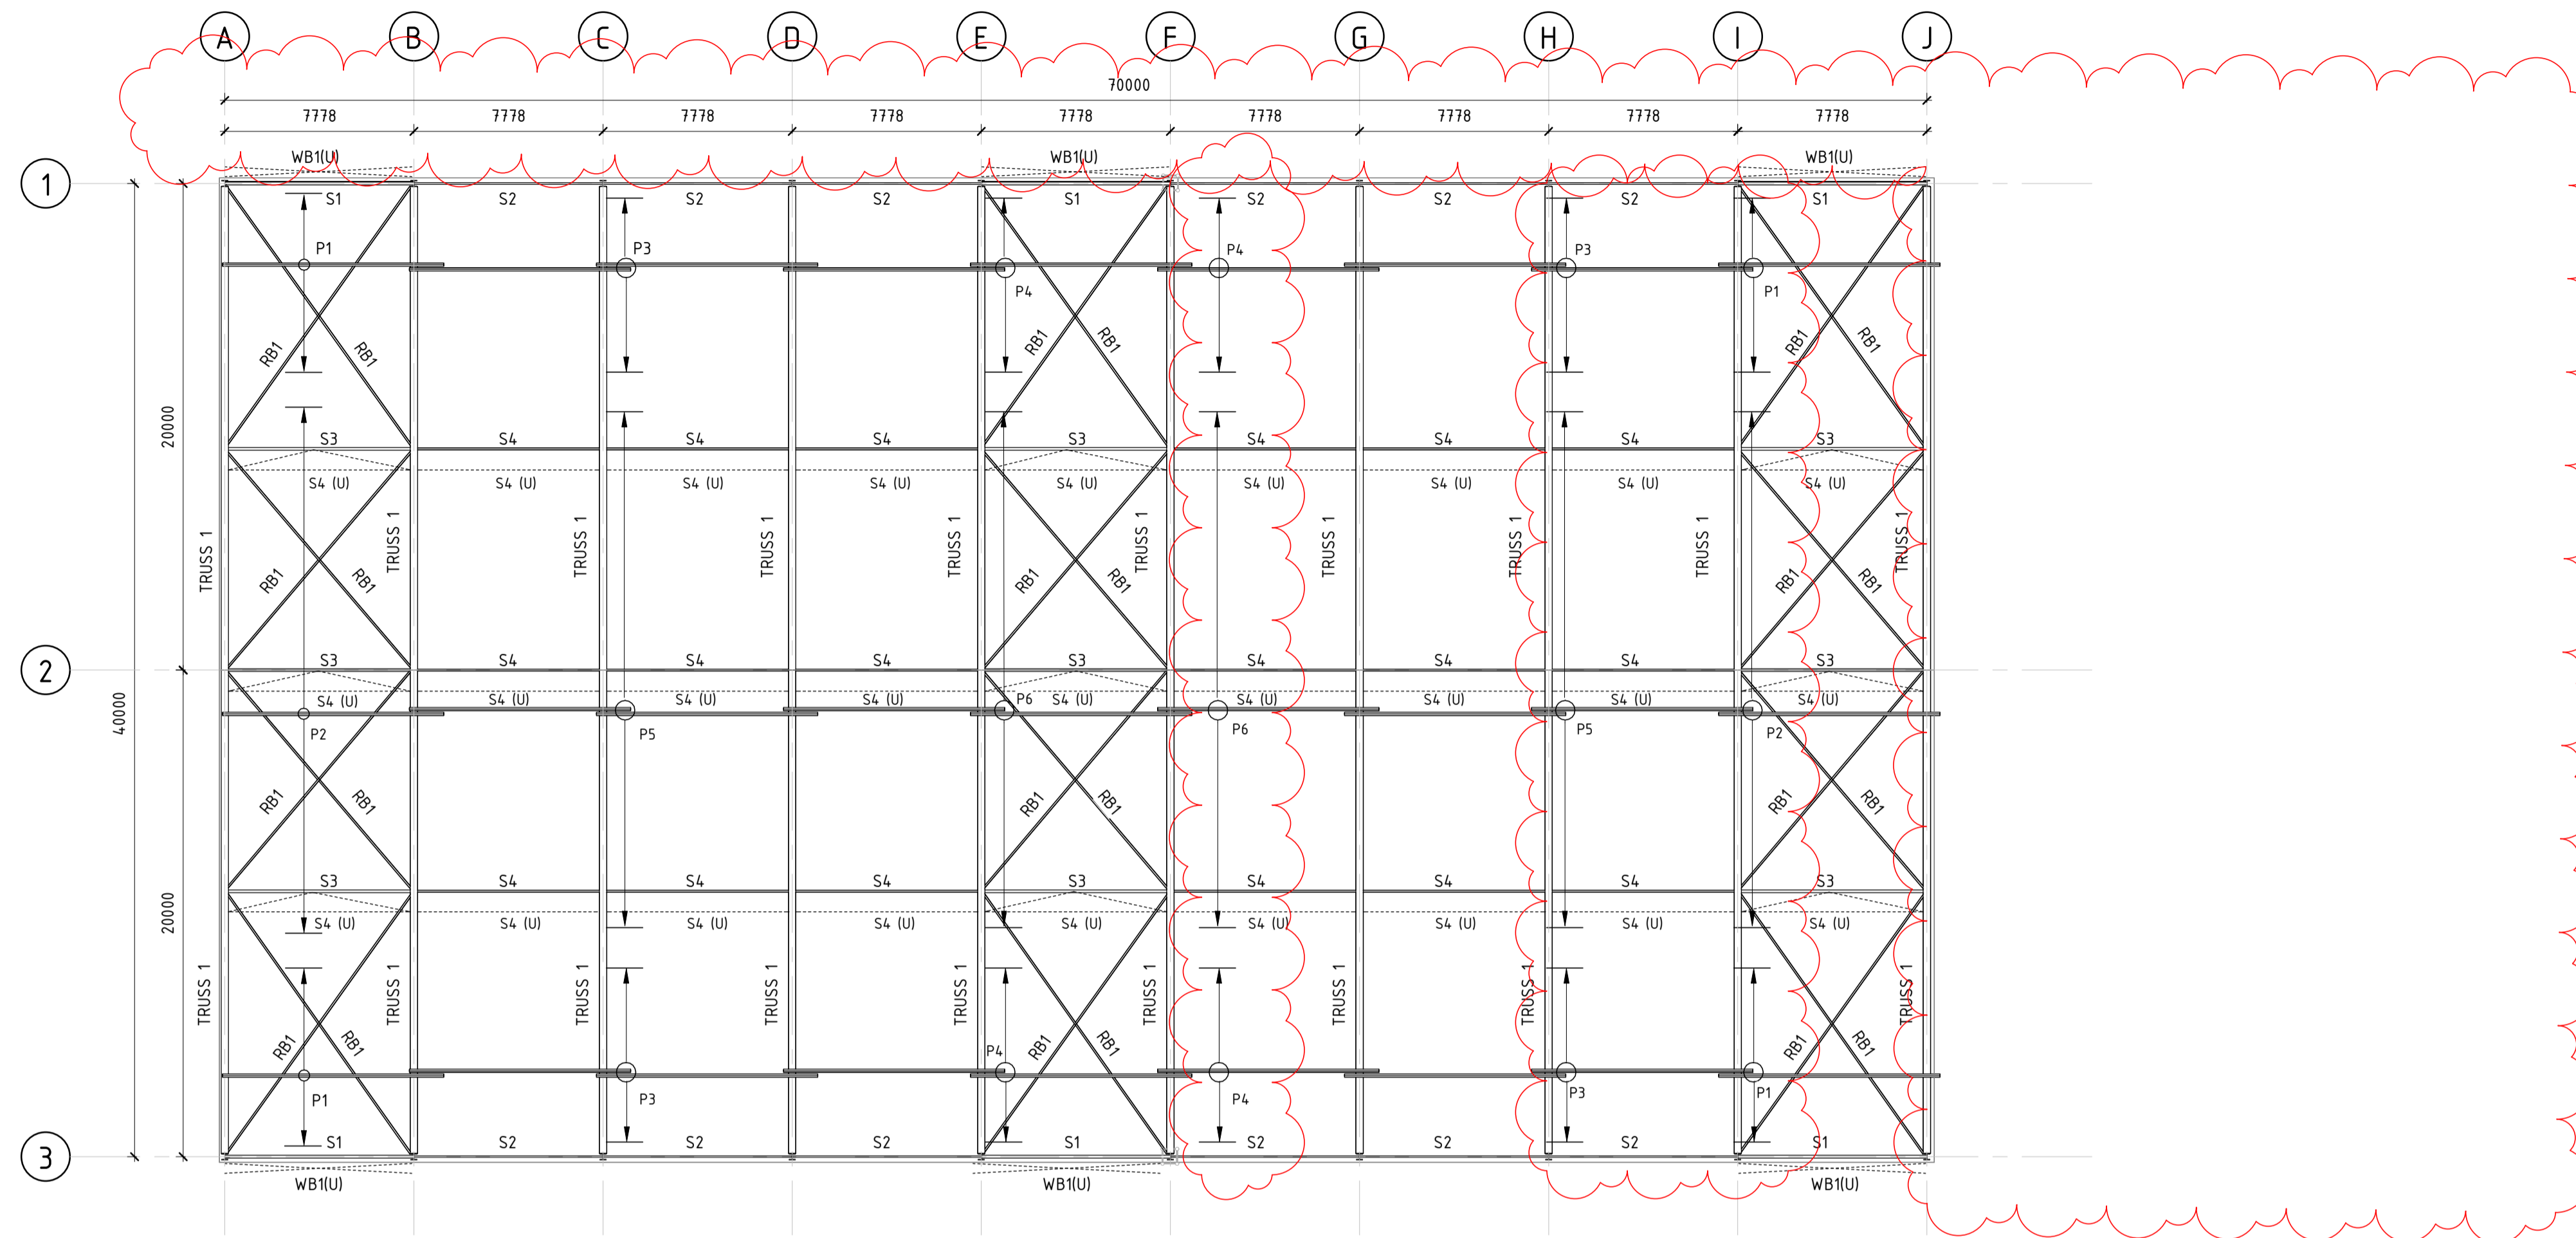 A B C D E F G H I J
70000
7778 7778 7778 7778 7778 7778 7778 7778 7778
WB1(U) WB1(U) WB1(U)
1
S1 S2 S2 S2 S1 S2 S2 S2 S1
P1 P3 P4 P3
P4 P1
RB1 RB1 RB1 RB1 RB1 RB1
20000
S3 S4 S4 S4 S3 S4 S4 S4 S3
S4 (U) S4 (U) S4 (U) S4 (U) S4 (U) S4 (U) S4 (U) S4 (U) S4 (U)
TRUSS 1 TRUSS 1 TRUSS 1 TRUSS 1 TRUSS 1 TRUSS 1 TRUSS 1 TRUSS 1 TRUSS 1 TRUSS 1
RB1 RB1 RB1 RB1 RB1 RB1
2
S3 S4 S4 S4 S3 S4 S4 S4 S3
40000
S4 (U) S4 (U) S4 (U) S4 (U) P6 S4 (U) S4 (U) S4 (U) S4 (U) S4 (U)
P2 P5 P6 P5 P2
RB1 RB1 RB1 RB1 RB1 RB1
S3 S4 S4 S4 S3 S4 S4 S4 S3
20000
S4 (U) S4 (U) S4 (U) S4 (U) S4 (U) S4 (U) S4 (U) S4 (U) S4 (U)
TRUSS 1 TRUSS 1 TRUSS 1 TRUSS 1 TRUSS 1 TRUSS 1 TRUSS 1 TRUSS 1 TRUSS 1
RB1 RB1 P4 RB1 RB1 RB1 RB1
P1 P3 P4 P3 P1
3
S1 S2 S2 S2 S1 S2 S2 S2 S1
WB1(U) WB1(U) WB1(U)